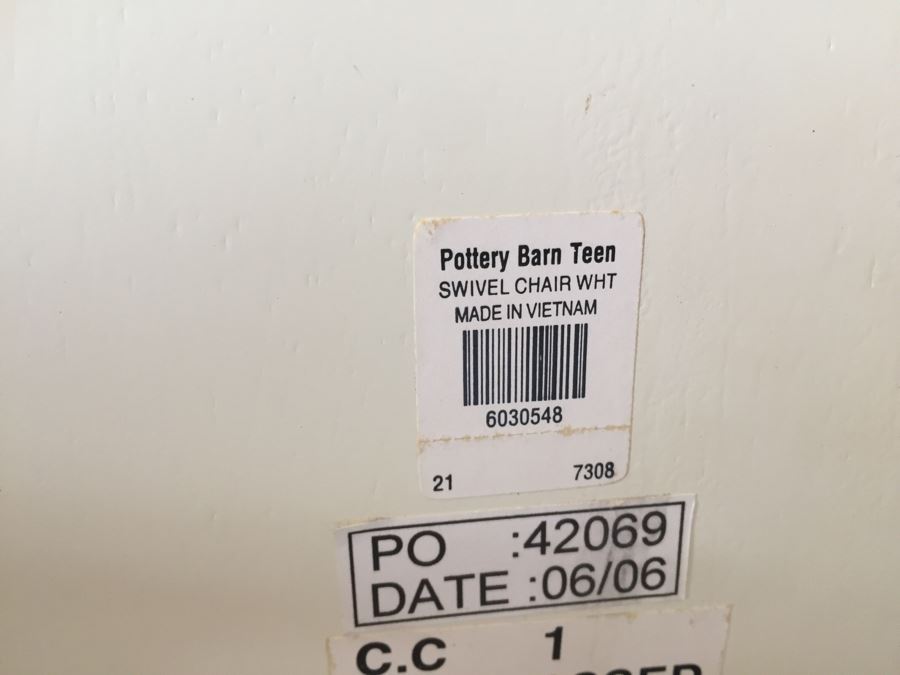 Pottery Barn Teen
SWIVEL CHAIR WHT
MADE IN VIETNAM
6030548
21 7308
PO :42069
DATE :06/06
C.C 1